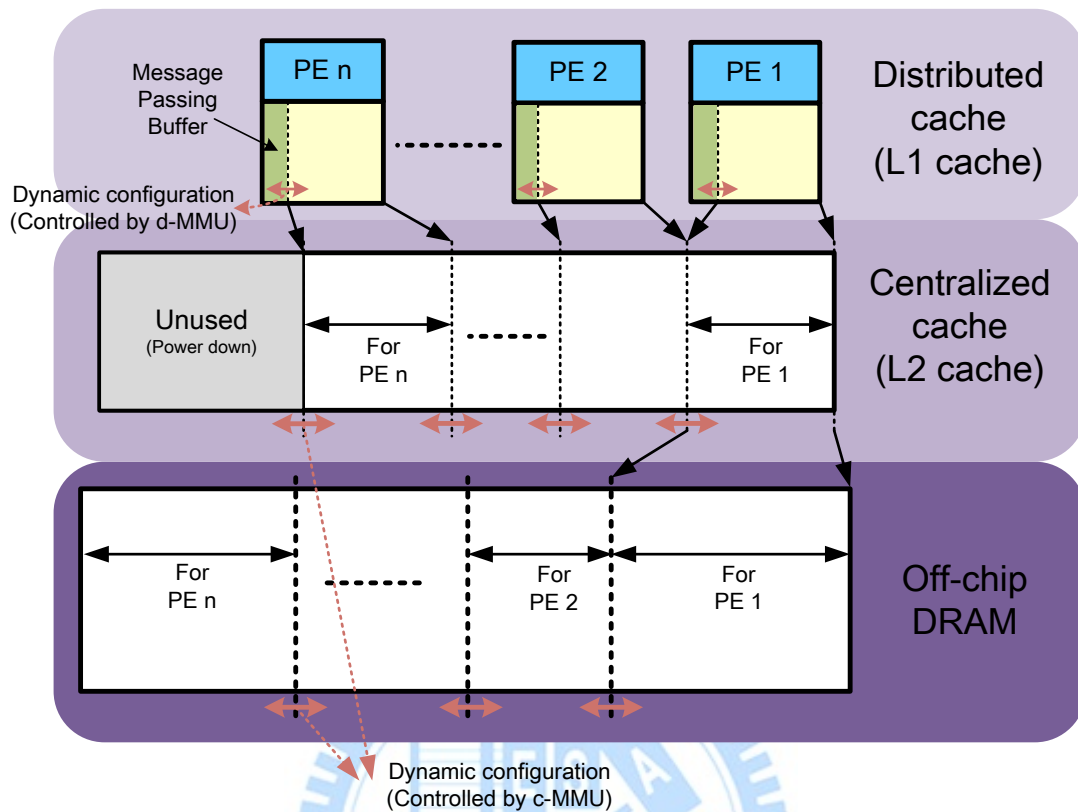 PE n
PE 2
PE 1
Message
Passing
Buffer
Distributed
cache
(L1 cache)
Dynamic configuration
(Controlled by d-MMU)
Unused
(Power down)
For
PE n
For
PE 1
Centralized
cache
(L2 cache)
For
PE n
For
PE 2
For
PE 1
Off-chip
DRAM
E S A
Dynamic configuration
(Controlled by c-MMU)